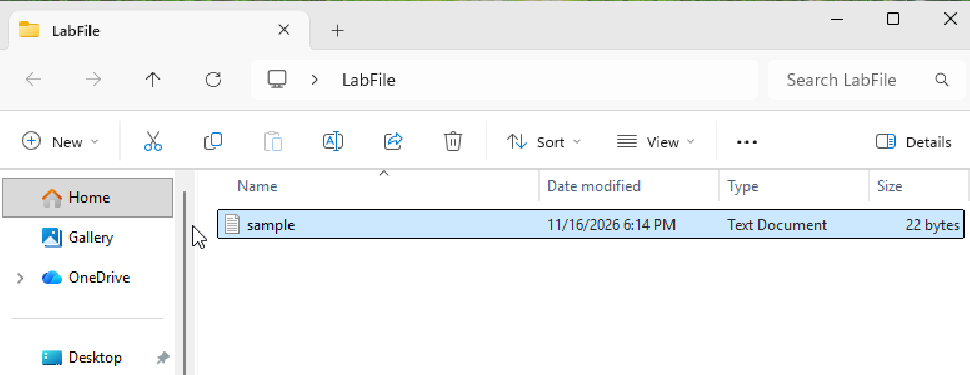 LabFile
LabFile
Search LabFile
New
Sort
View
Details
Name Date modified Type Size
Home
sample 11/16/2026 6:14 PM Text Document 22 bytes
Gallery
OneDrive
Desktop